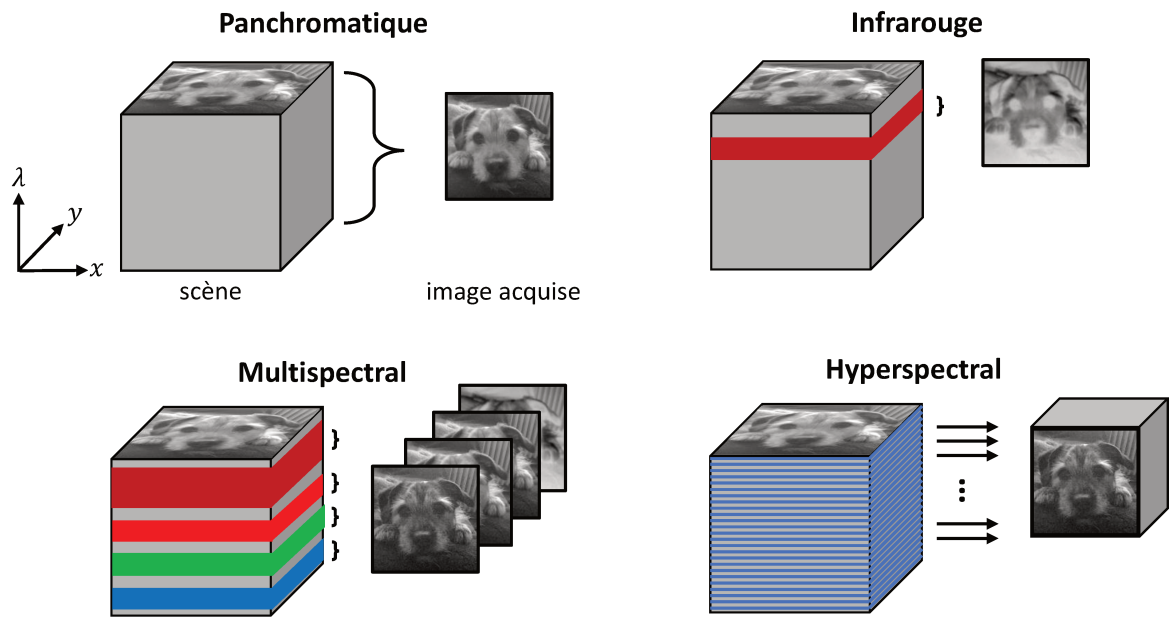 Panchromatique
Infrarouge
λ
y
x
scène
image acquise
Multispectral
Hyperspectral